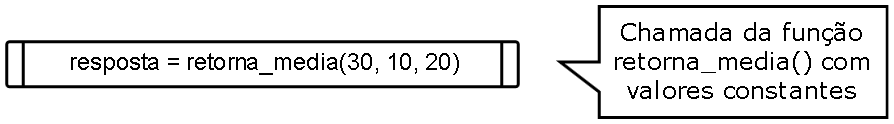 resposta = retorna_media(30, 10, 20)
Chamada da função
retorna_media() com
valores constantes